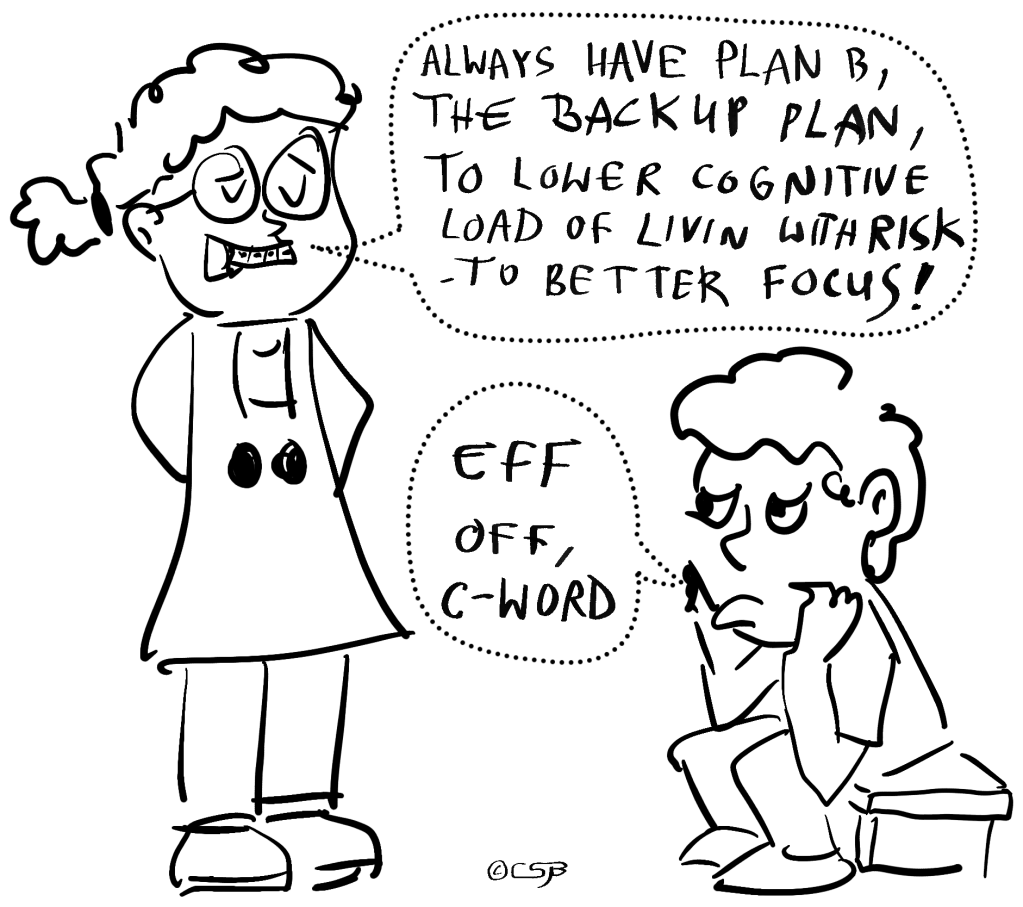 ALWAYS HAVE PLAN B,
THE BACKUP PLAN,
TO LOWER COGNITIVE
LOAD OF LIVIN WITH RISK
-TO BETTER FOCUS!
EFF
OFF,
C-WORD
©CSB